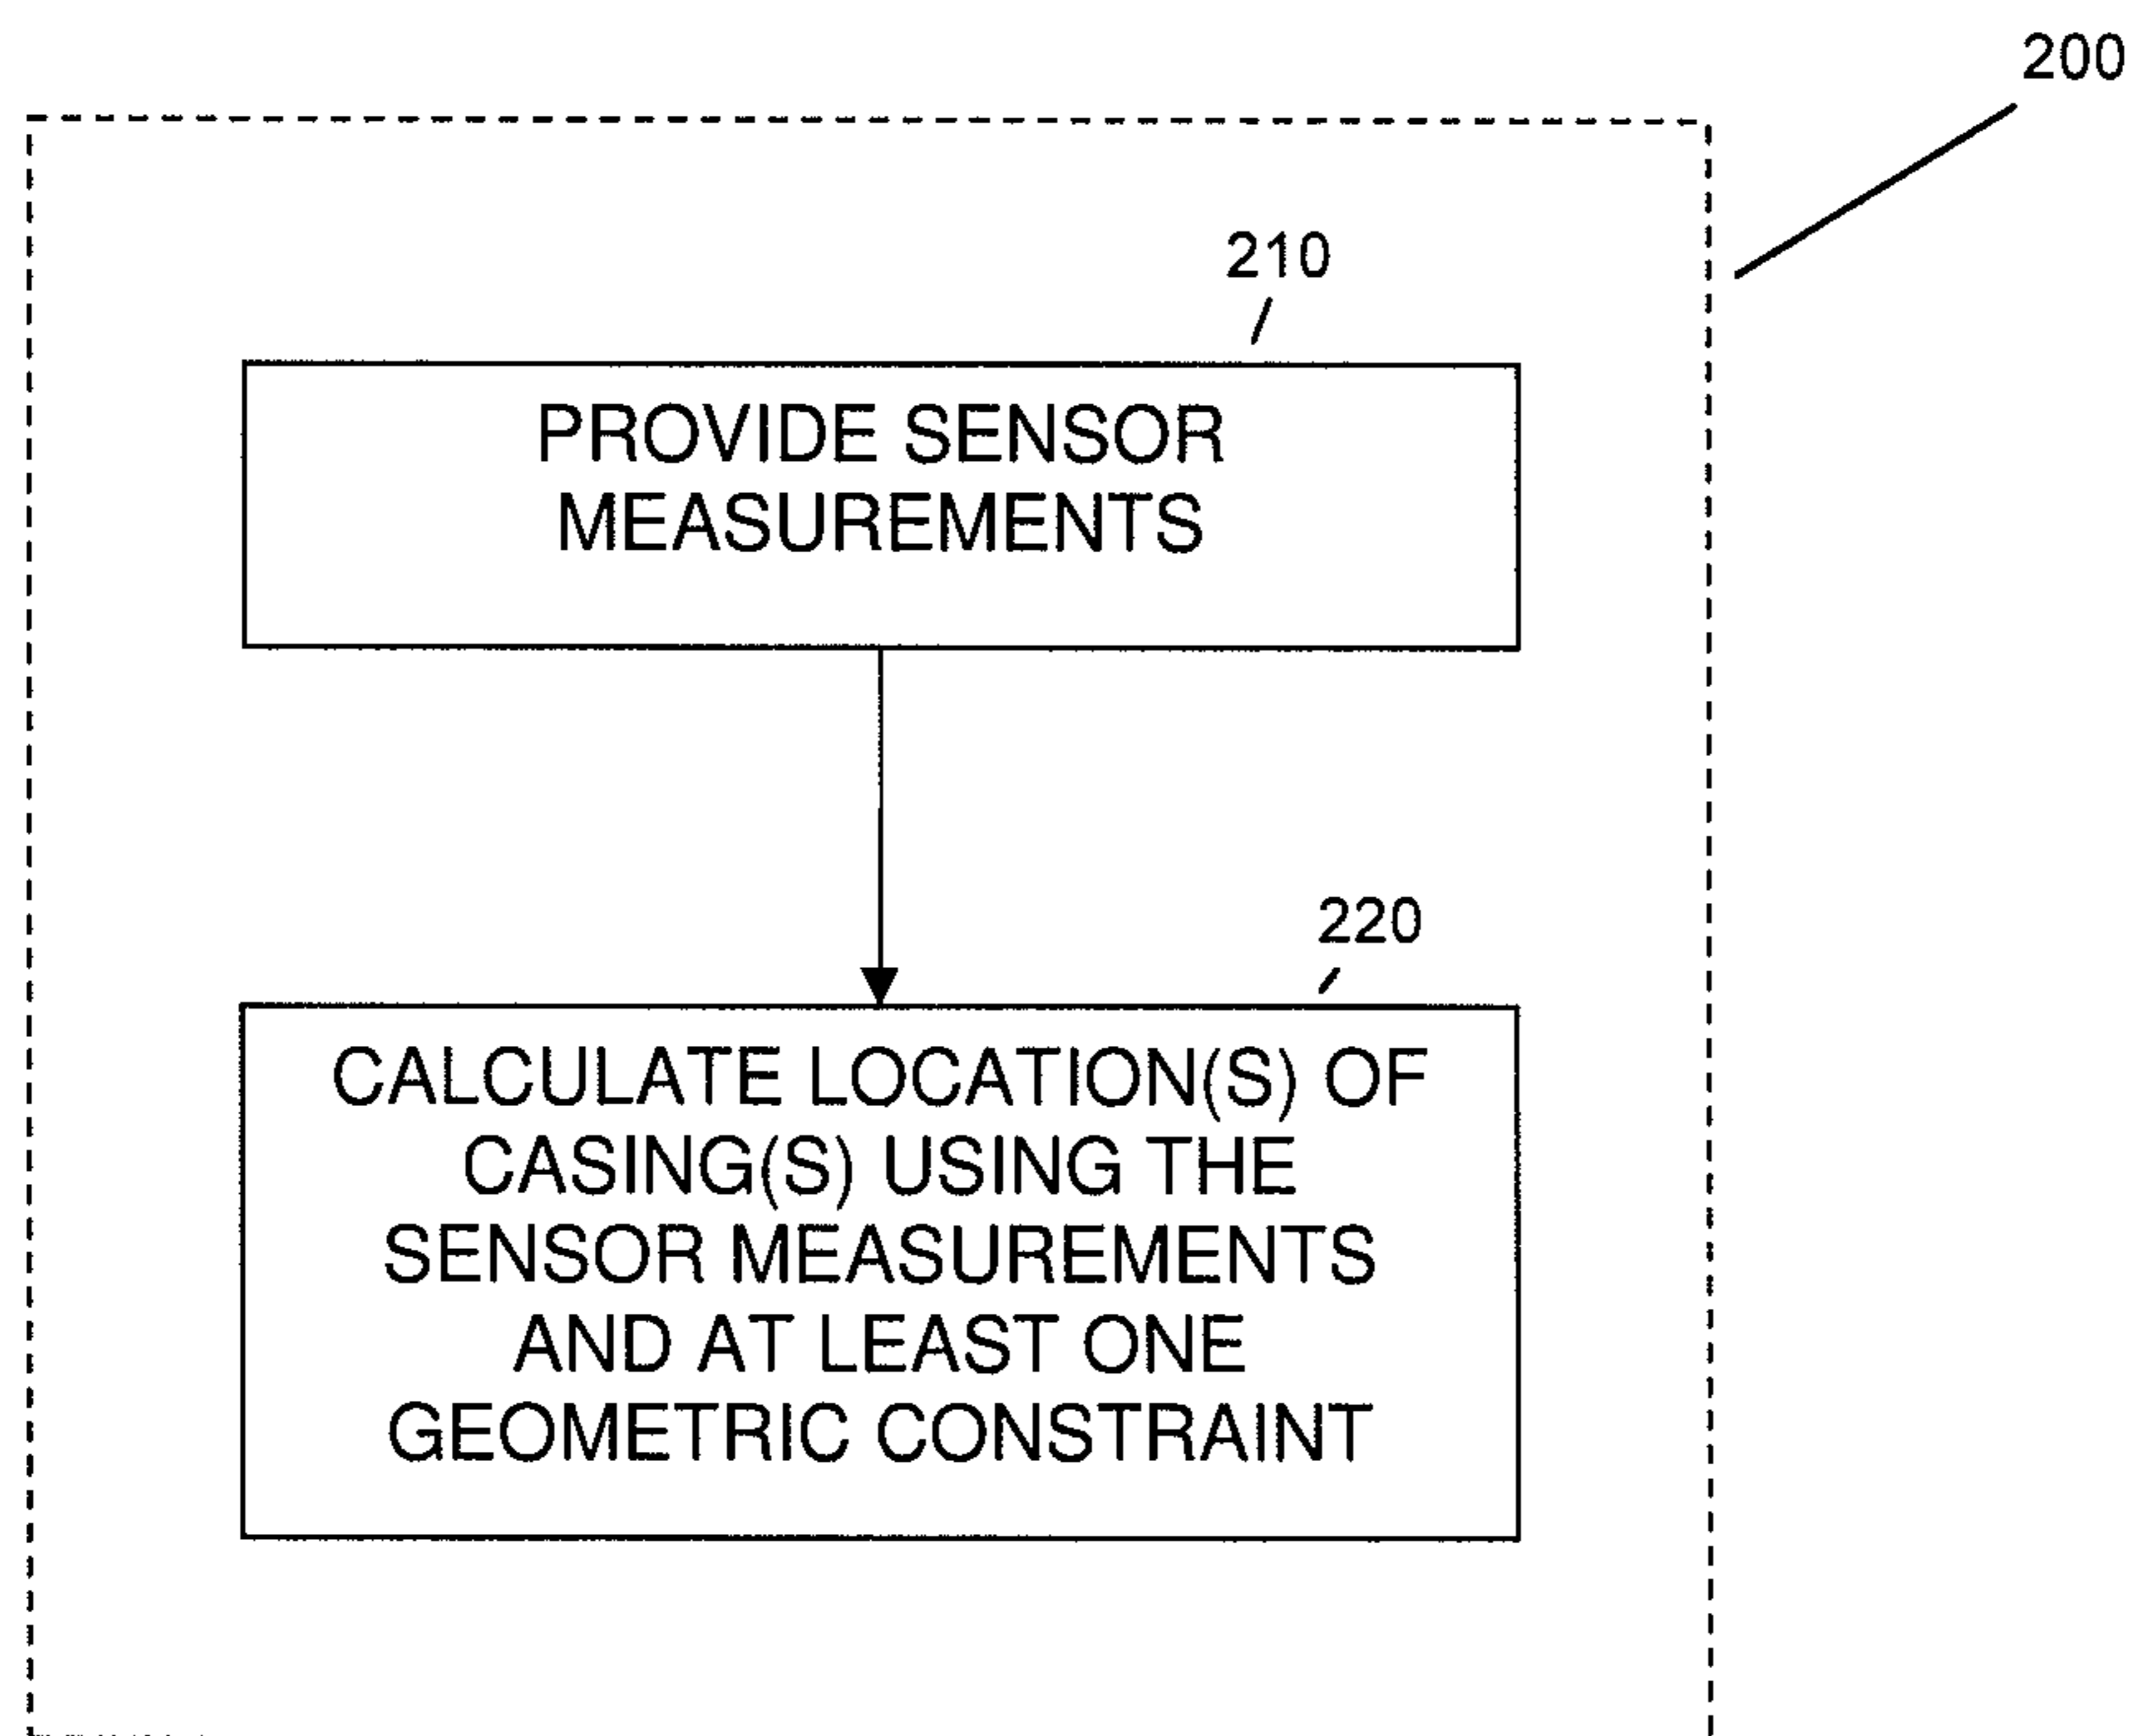 200
210
PROVIDE SENSOR
MEASUREMENTS
220
CALCULATE LOCATION(S) OF
CASING(S) USING THE
SENSOR MEASUREMENTS
AND AT LEAST ONE
GEOMETRIC CONSTRAINT